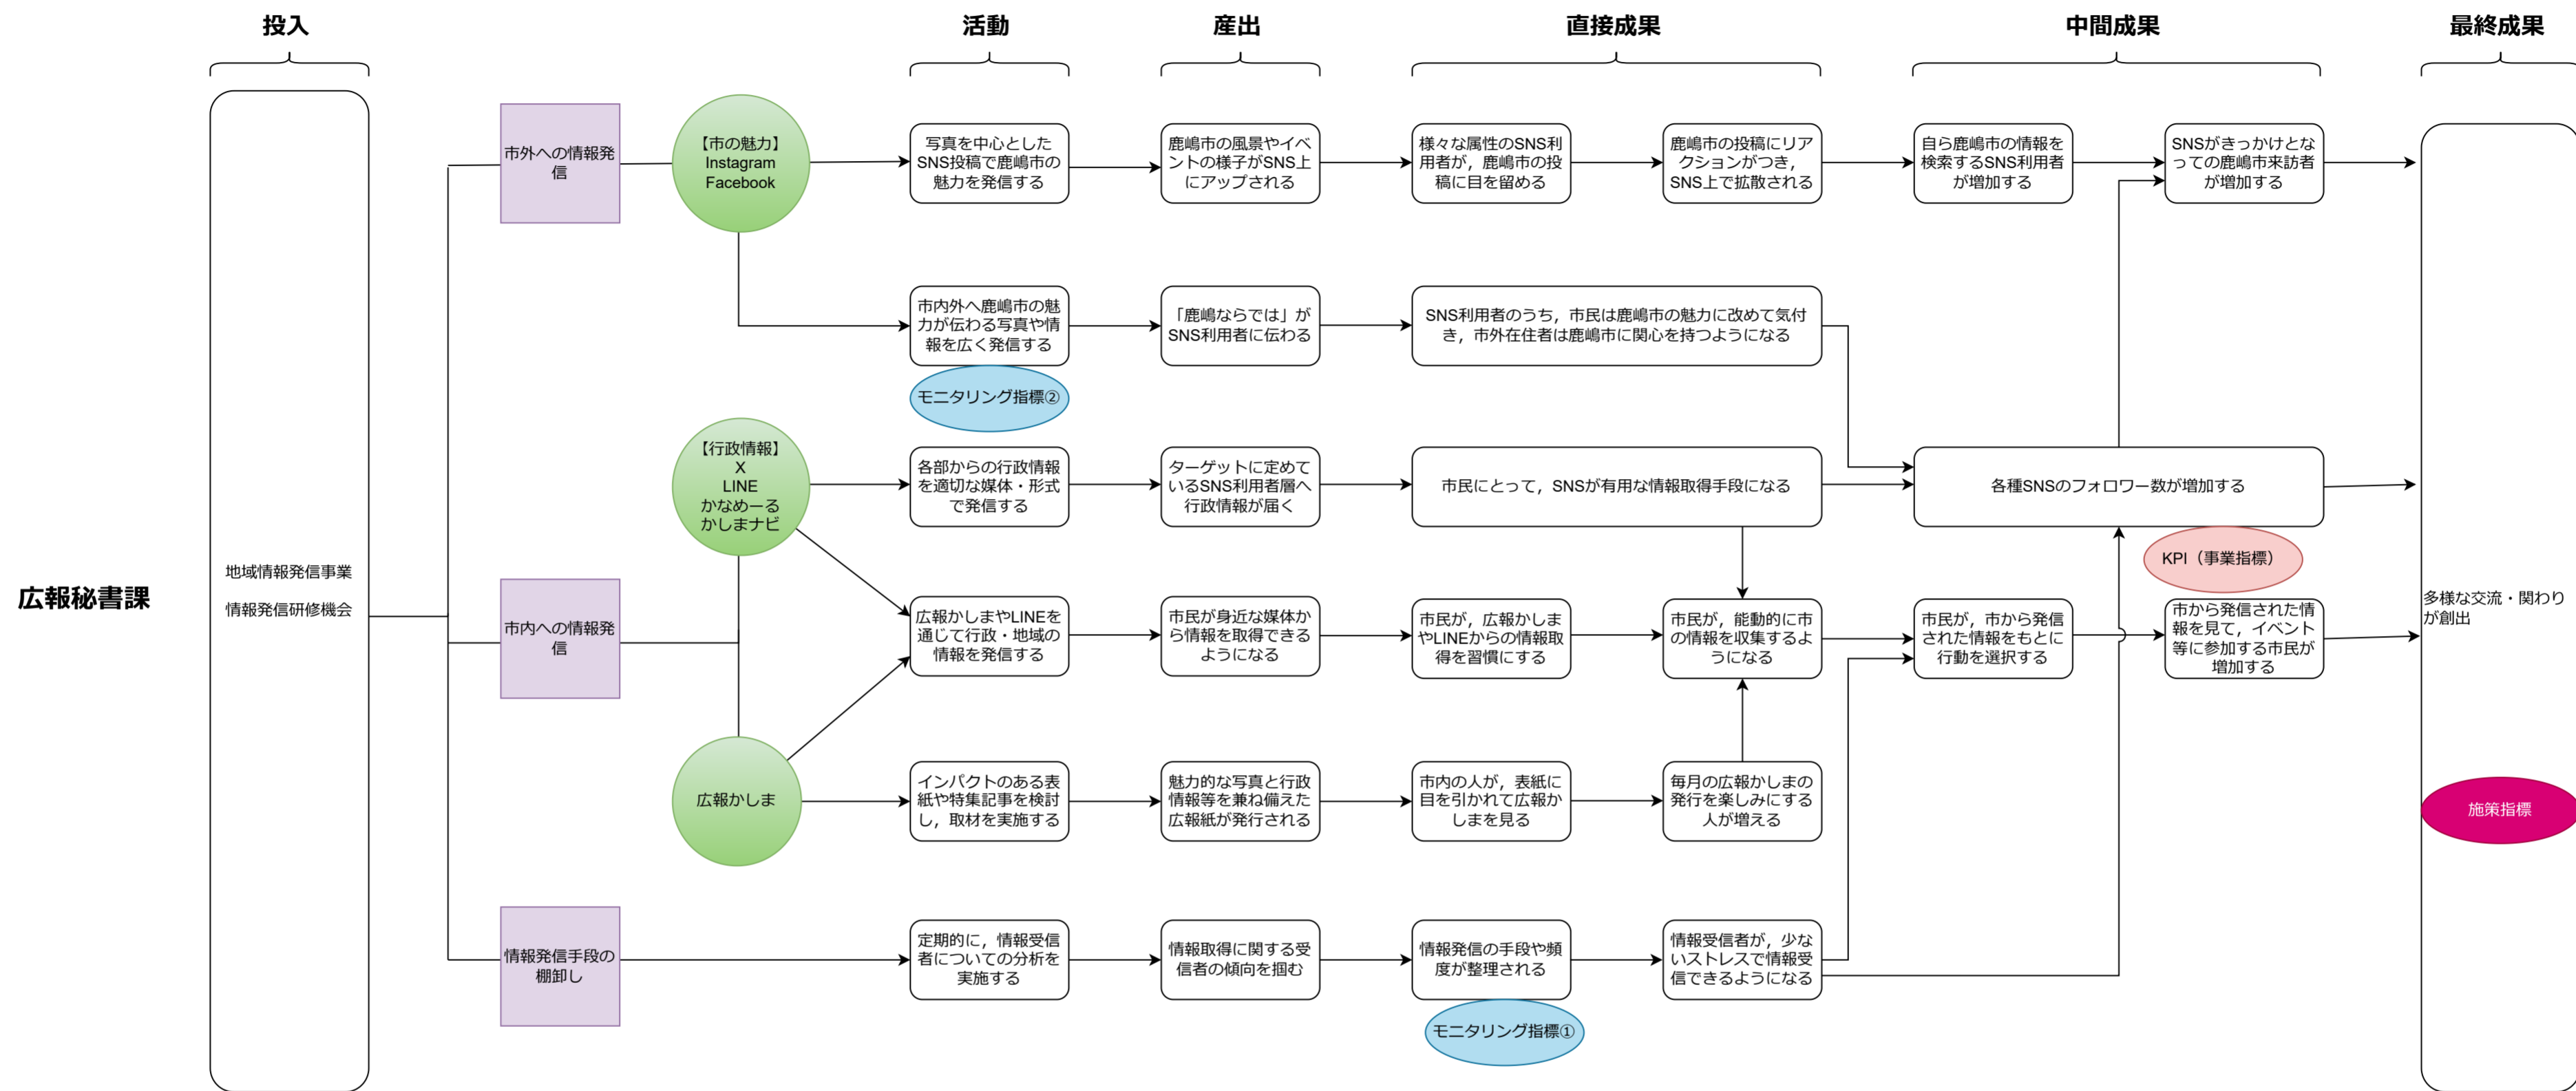 投入
活動
産出
直接成果
中間成果
最終成果
広報秘書課
地域情報発信事業
情報発信研修機会
市外への情報発
信
【市の魅力】
Instagram
Facebook
写真を中心とした
SNS投稿で鹿嶋市の
魅力を発信する
鹿嶋市の風景やイベ
ントの様子がSNS上
にアップされる
様々な属性のSNS利
用者が，鹿嶋市の投
稿に目を留める
鹿嶋市の投稿にリア
クションがつき，
SNS上で拡散される
自ら鹿嶋市の情報を
検索するSNS利用者
が増加する
SNSがきっかけとな
っての鹿嶋市来訪者
が増加する
市内外へ鹿嶋市の魅
力が伝わる写真や情
報を広く発信する
「鹿嶋ならでは」が
SNS利用者に伝わる
SNS利用者のうち，市民は鹿嶋市の魅力に改めて気付
き，市外在住者は鹿嶋市に関心を持つようになる
モニタリング指標②
【行政情報】
X
LINE
かなめーる
かしまナビ
各部からの行政情報
を適切な媒体・形式
で発信する
ターゲットに定めて
いるSNS利用者層へ
行政情報が届く
市民にとって，SNSが有用な情報取得手段になる
各種SNSのフォロワー数が増加する
KPI（事業指標）
市内への情報発
信
広報かしまやLINEを
通じて行政・地域の
情報を発信する
市民が身近な媒体か
ら情報を取得できる
ようになる
市民が，広報かしま
やLINEからの情報取
得を習慣にする
市民が，能動的に市
の情報を収集するよ
うになる
市民が，市から発信
された情報をもとに
行動を選択する
市から発信された情
報を見て，イベント
等に参加する市民が
増加する
多様な交流・関わり
が創出
広報かしま
インパクトのある表
紙や特集記事を検討
し，取材を実施する
魅力的な写真と行政
情報等を兼ね備えた
広報紙が発行される
市内の人が，表紙に
目を引かれて広報か
しまを見る
毎月の広報かしまの
発行を楽しみにする
人が増える
施策指標
情報発信手段の
棚卸し
定期的に，情報受信
者についての分析を
実施する
情報取得に関する受
信者の傾向を掴む
情報発信の手段や頻
度が整理される
情報受信者が，少な
いストレスで情報受
信できるようになる
モニタリング指標①